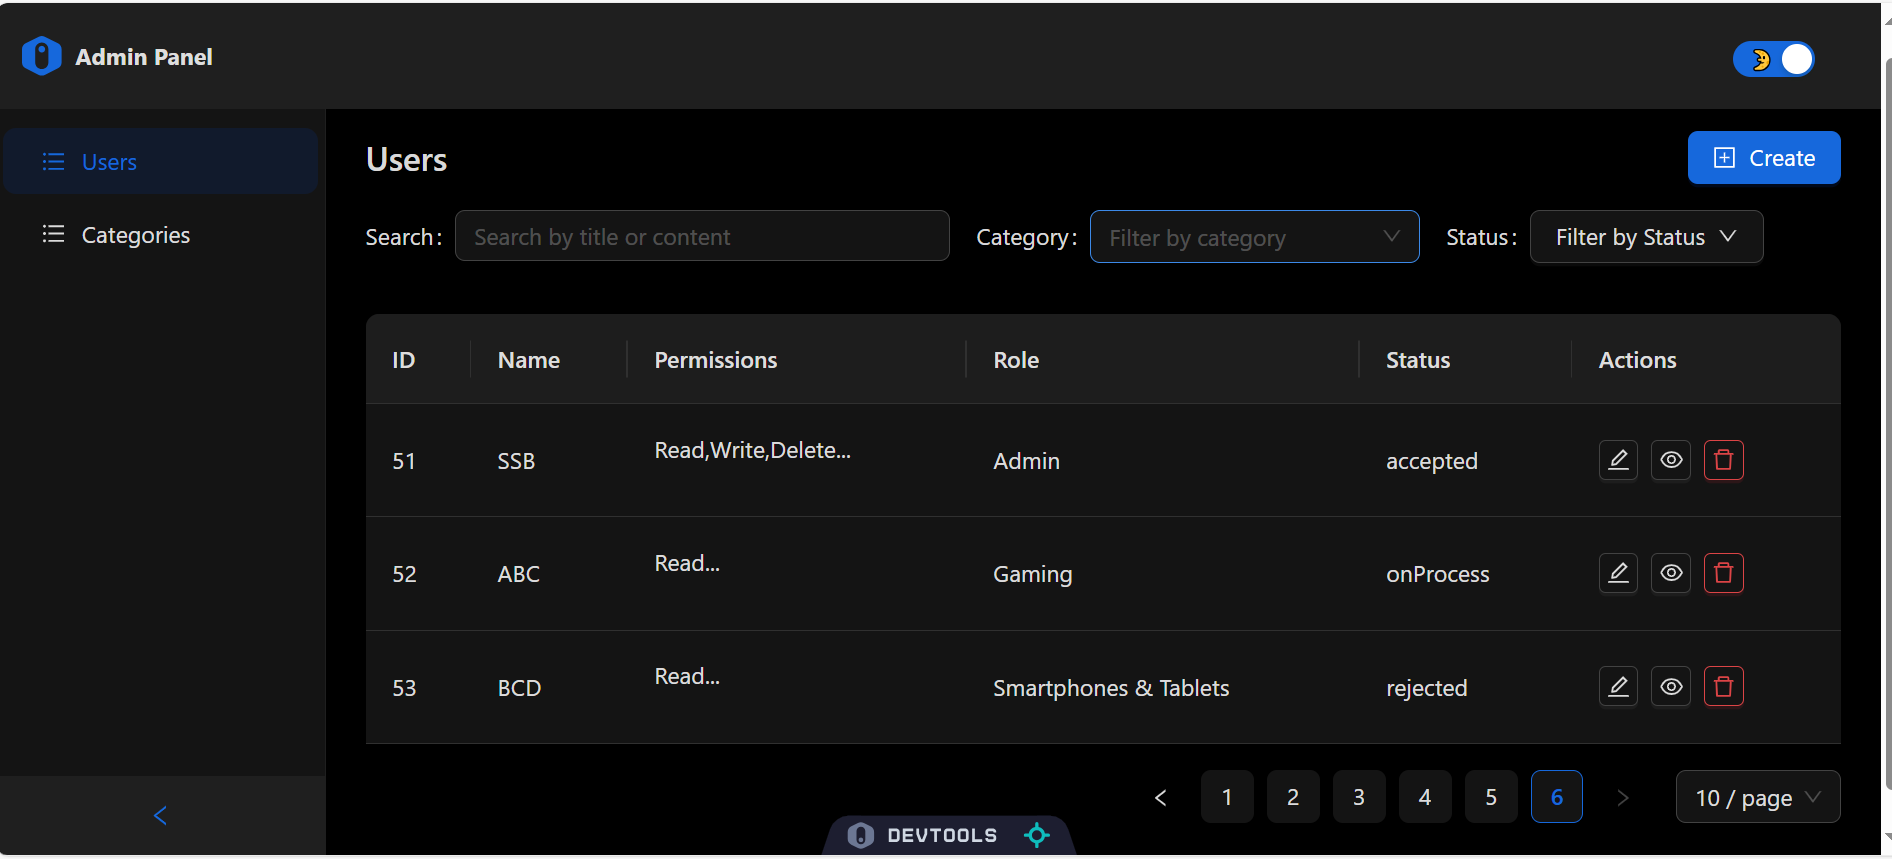 Admin Panel
Users
Categories
Users
Create
Search: Search by title or content Category: Filter by category Status: Filter by Status
ID Name Permissions Role Status Actions
51 SSB Read,Write,Delete... Admin accepted
52 ABC Read... Gaming onProcess
53 BCD Read... Smartphones & Tablets rejected
1 2 3 4 5 6 10 / page
DEVTOOLS